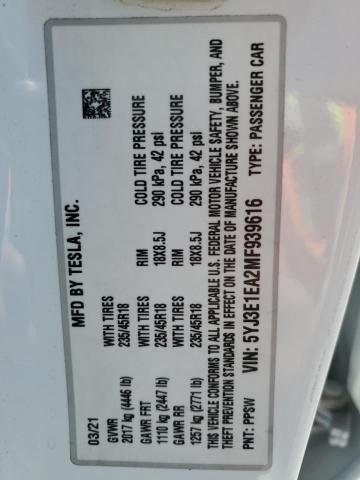 MFD BY TESLA, INC.
03/21
GVWR
2017 kg (4446 lb)
GAWR FRT WITH TIRES RIM COLD TIRE PRESSURE
1110 kg (2447 lb) 235/45R18 18X8.5J 290 kPa, 42 psi
GAWR RR WITH TIRES RIM COLD TIRE PRESSURE
1257 kg (2771 lb) 235/45R18 18X8.5J 290 kPa, 42 psi
THIS VEHICLE CONFORMS TO ALL APPLICABLE U.S. FEDERAL MOTOR VEHICLE SAFETY, BUMPER, AND
THEFT PREVENTION STANDARDS IN EFFECT ON THE DATE OF MANUFACTURE SHOWN ABOVE.
VIN: 5YJ3E1EA2MF939616 TYPE: PASSENGER CAR
PNT: PPSW